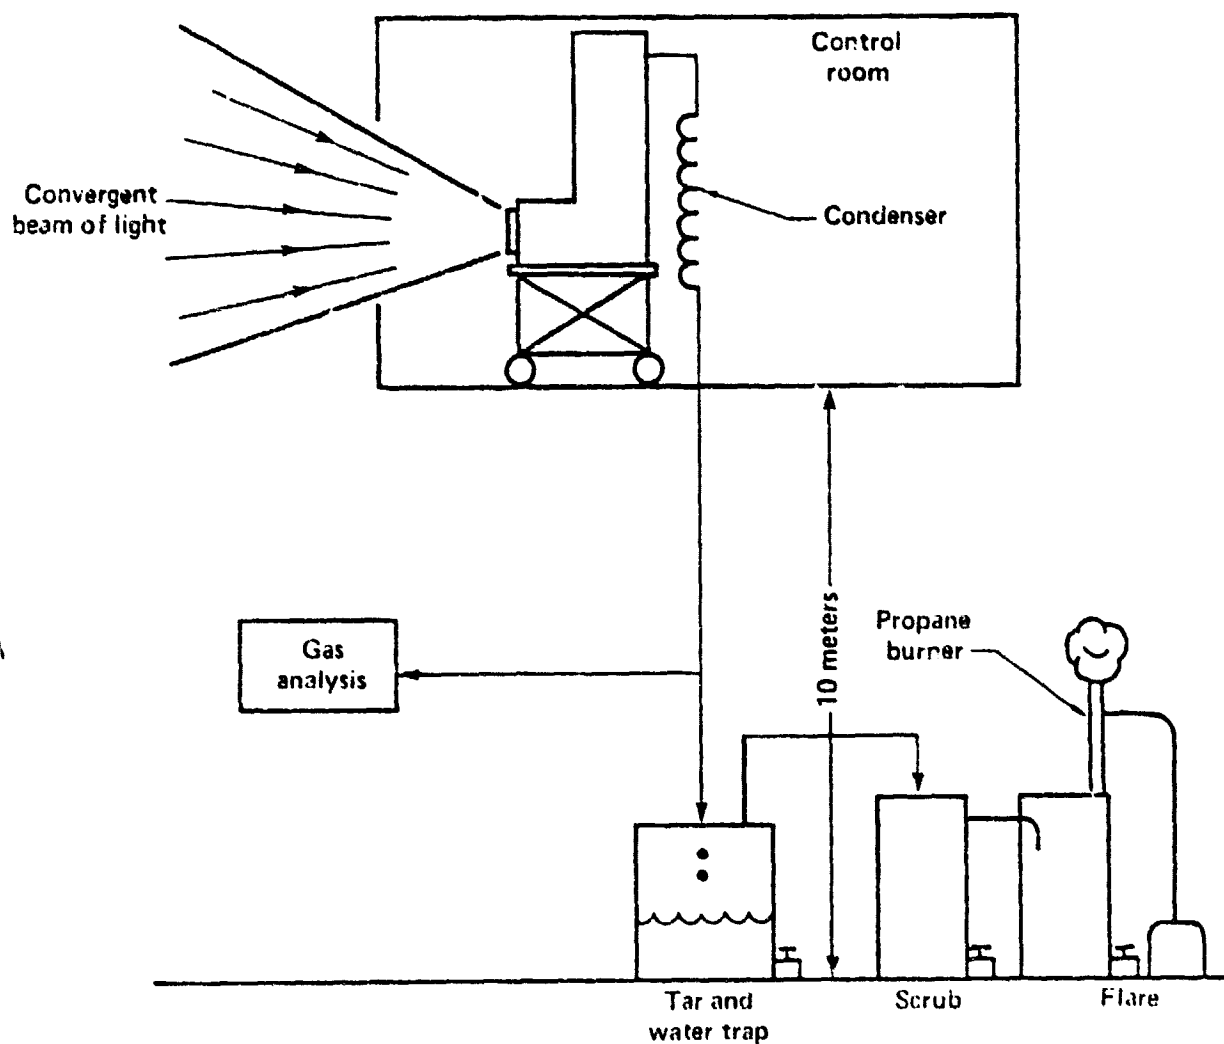 Control
room
Convergent
beam of light
Condenser
Gas
analysis
10 meters
Propane
burner
Tar and
water trap
Scrub
Flare